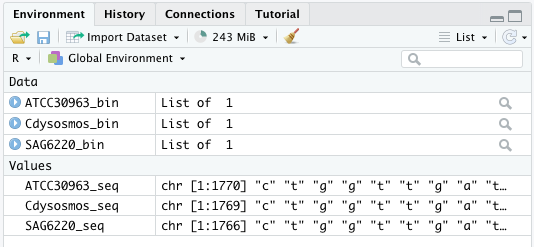 Environment History Connections Tutorial
Import Dataset 243 MiB List
R Global Environment
Data
ATCC30963_bin List of 1
Cdysosmos_bin List of 1
SAG6220_bin List of 1
Values
ATCC30963_seq chr [1:1770] "c" "t" "g" "g" "t" "t" "g" "a" "t…
Cdysosmos_seq chr [1:1769] "c" "t" "g" "g" "t" "t" "g" "a" "t…
SAG6220_seq chr [1:1766] "c" "t" "g" "g" "t" "t" "g" "a" "t…